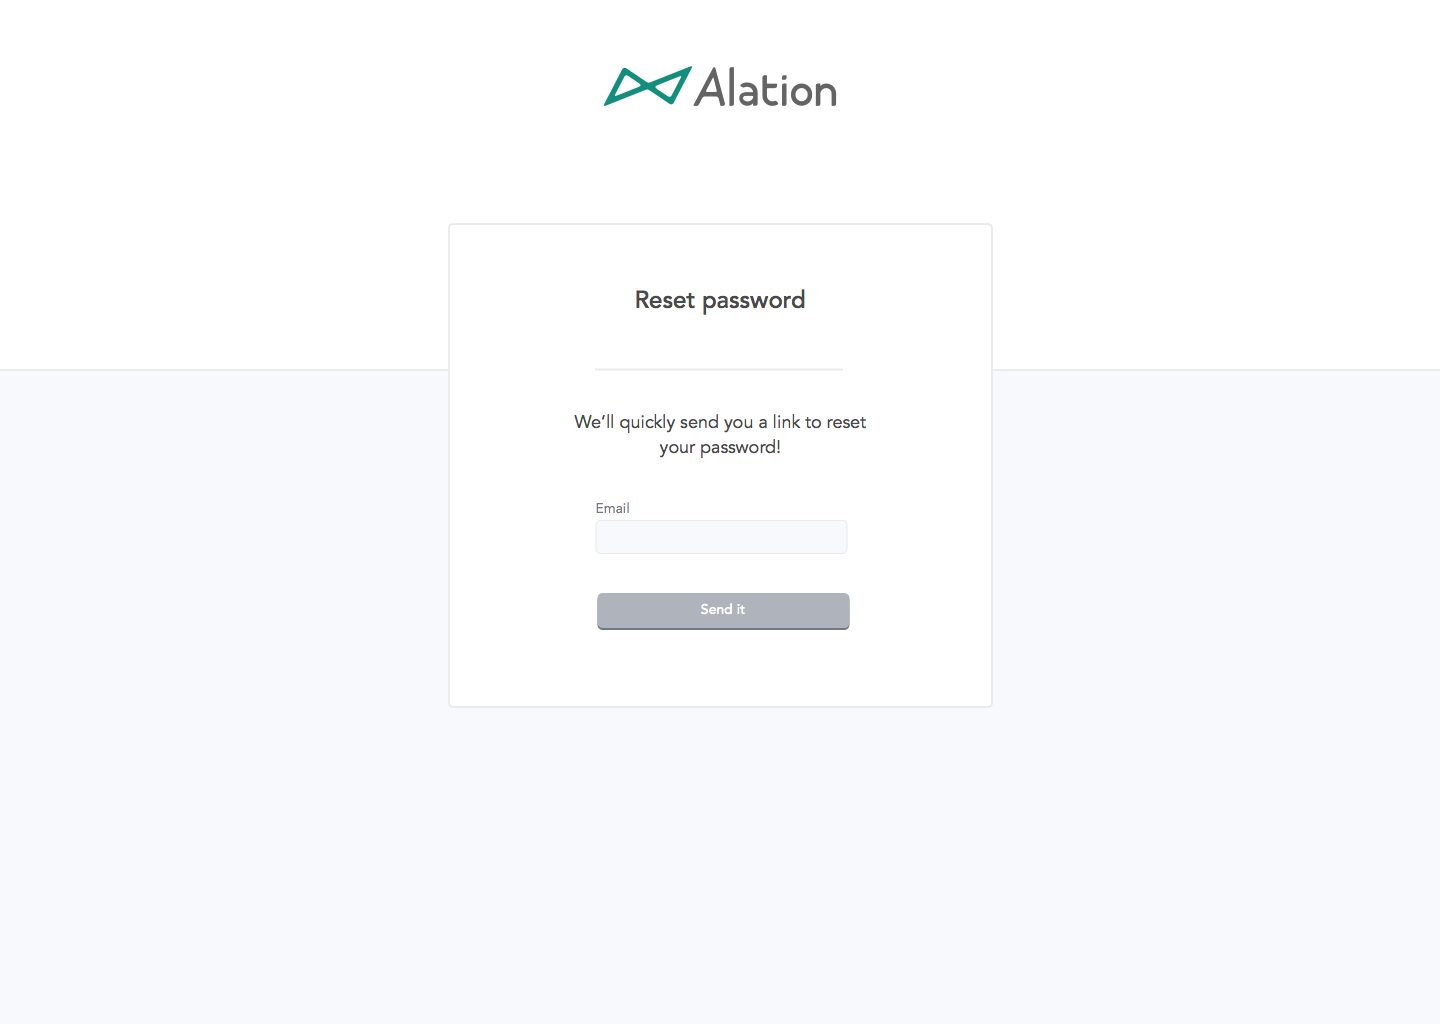 Alation
Reset password
We’ll quickly send you a link to reset
your password!
Email
Send it